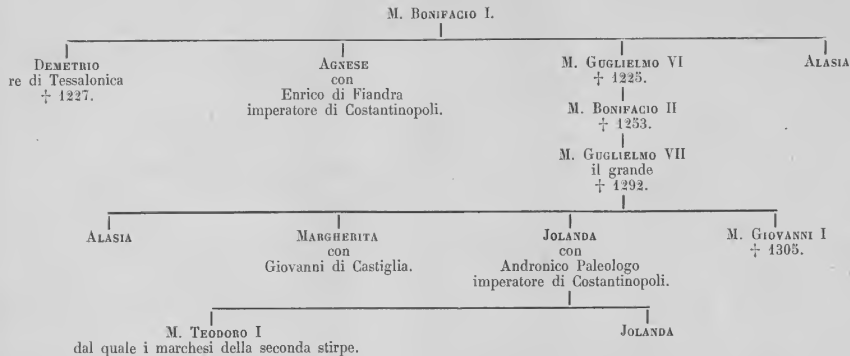 M. Bonifacio I.
Demetrio
re di Tessalonica
† 1227.
Agnese
con
Enrico di Fiandra
imperatore di Costantinopoli.
M. Guglielmo VI
† 1225.
M. Bonifacio II
† 1253.
M. Guglielmo VII
il grande
† 1292.
Alasia
Alasia
Margherita
con
Giovanni di Castiglia.
Jolanda
con
Andronico Paleologo
imperatore di Costantinopoli.
M. Giovanni I
† 1305.
M. Teodoro I
dal quale i marchesi della seconda stirpe.
Jolanda